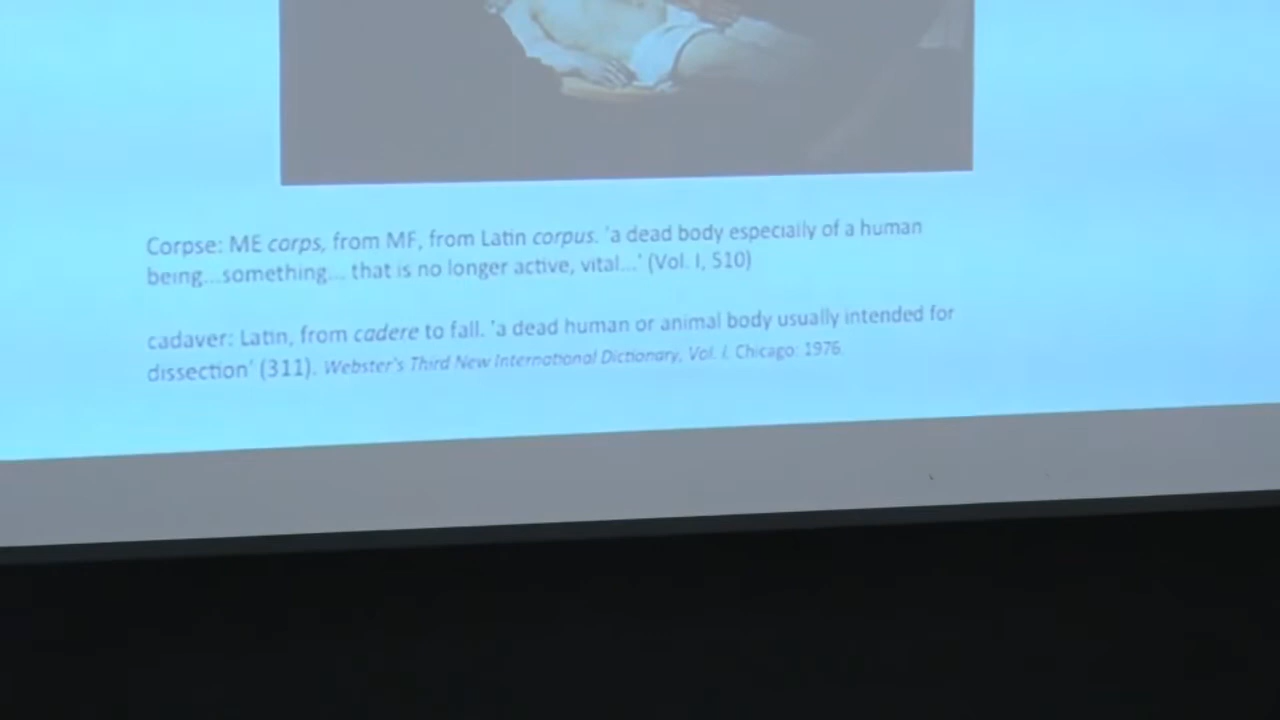 Corpse: ME corps, from MF, from Latin corpus. 'a dead body especially of a human
being...something... that is no longer active, vital...' (Vol. I, 510)
cadaver: Latin, from cadere to fall. 'a dead human or animal body usually intended for
dissection' (311). Webster's Third New International Dictionary, Vol. I, Chicago: 1976.